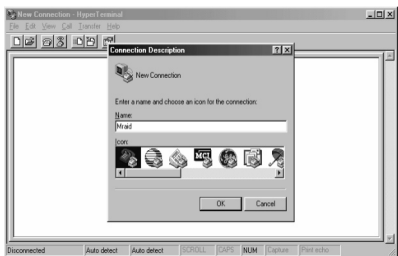 New Connection - HyperTerminal
File Edit View Call Transfer Help
Connection Description
New Connection
Enter a name and choose an icon for the connection:
Name:
Mraid
Icon:
MCI
OK Cancel
Disconnected Auto detect Auto detect SCROLL CAPS NUM Capture Print echo